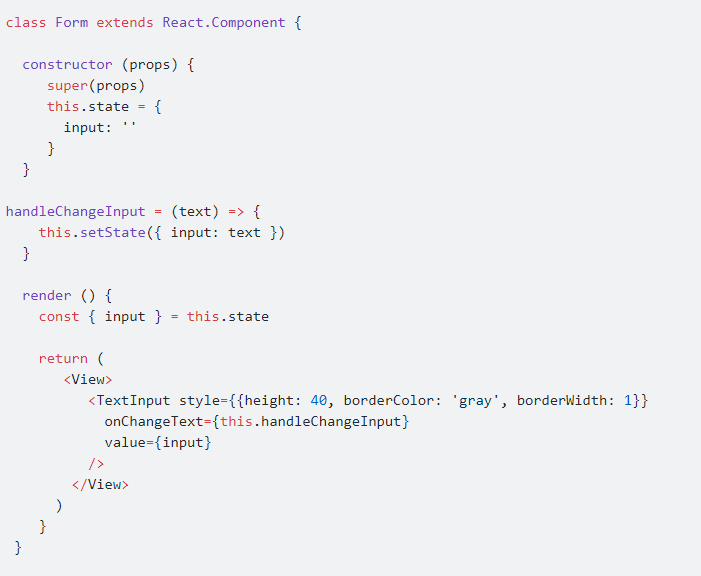 class Form extends React.Component {
constructor (props) {
super(props)
this.state = {
input: ''
}
}
handleChangeInput = (text) => {
this.setState({ input: text })
}
render () {
const { input } = this.state
return (
<View>
<TextInput style={{height: 40, borderColor: 'gray', borderWidth: 1}}
onChangeText={this.handleChangeInput}
value={input}
/>
</View>
)
}
}